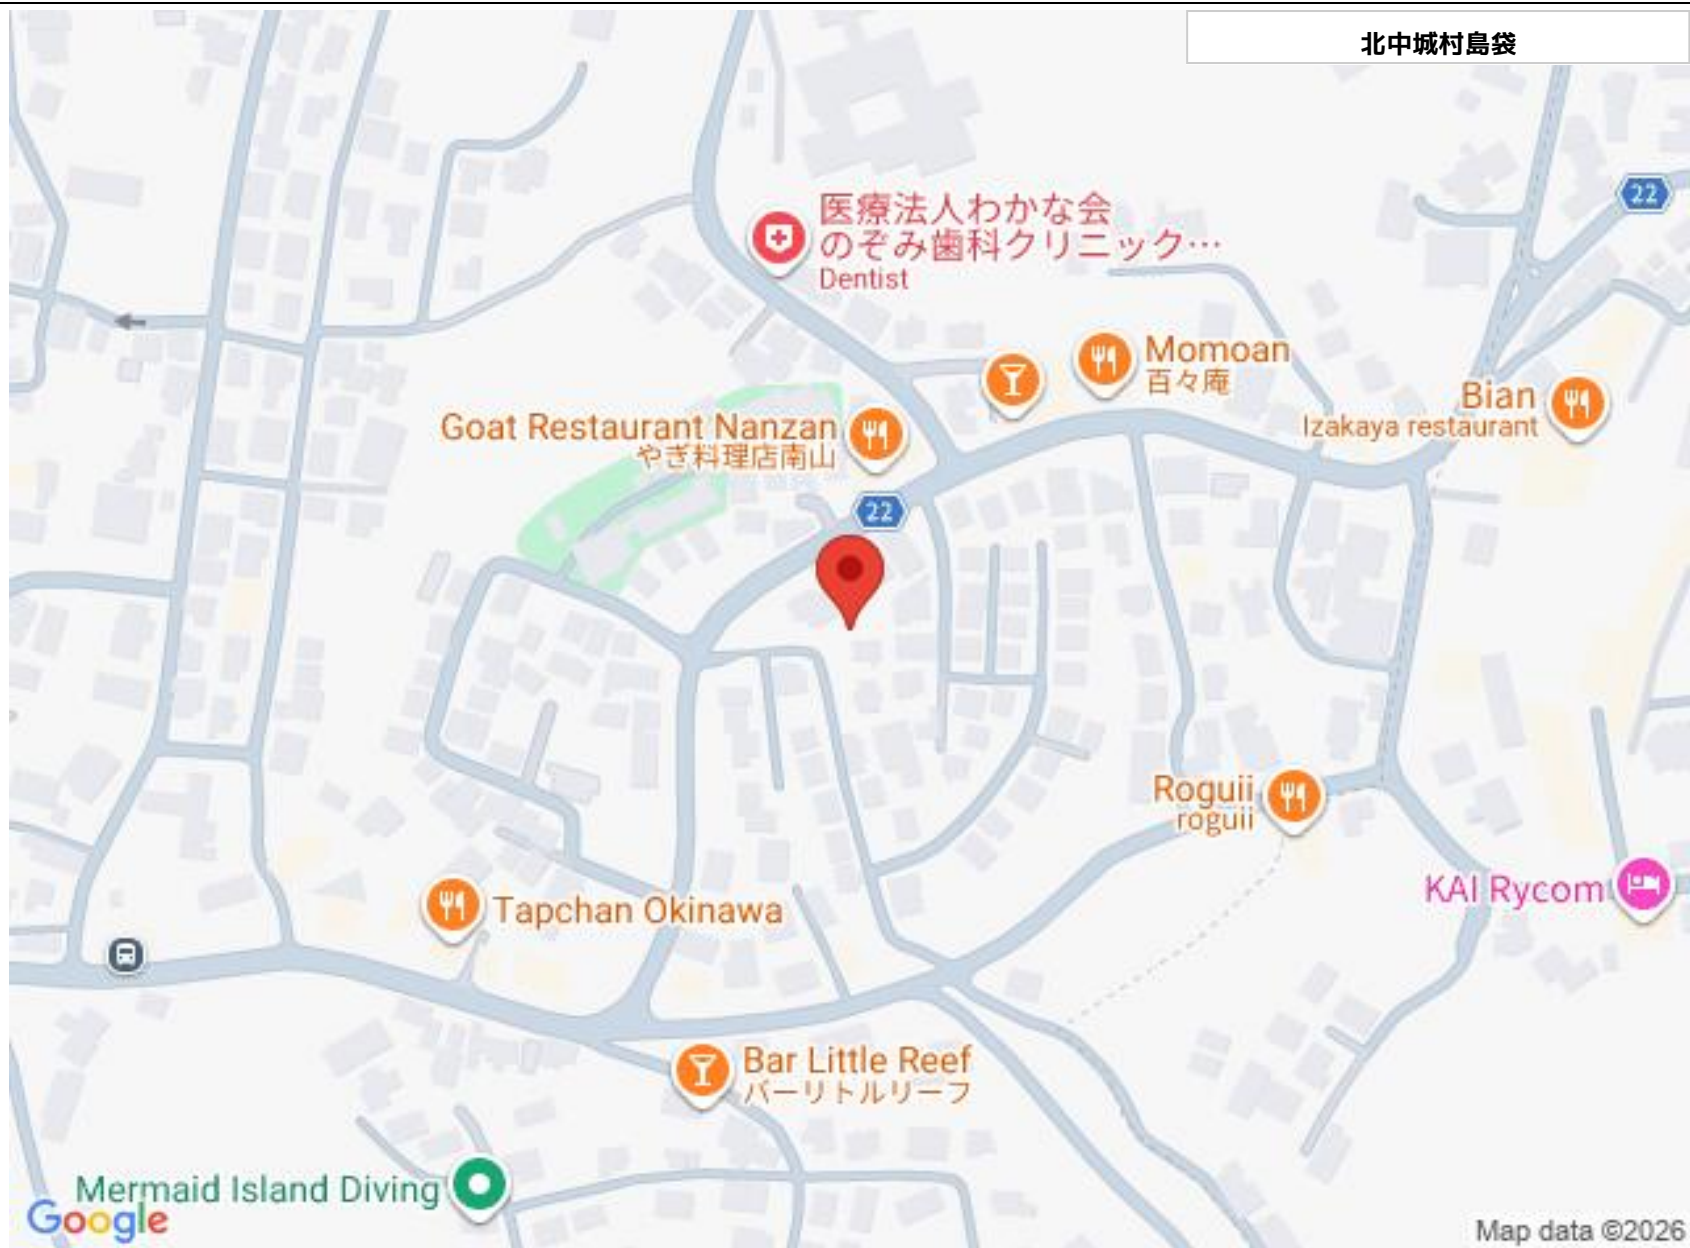 北中城村島袋
22
医療法人わかな会
のぞみ歯科クリニック…
Dentist
Momoan
百々庵
Bian
Izakaya restaurant
Goat Restaurant Nanzan
やぎ料理店南山
22
Roguii
roguii
KAI Rycom
Tapchan Okinawa
Bar Little Reef
バーリトルリーフ
Mermaid Island Diving
Google
Map data ©2026